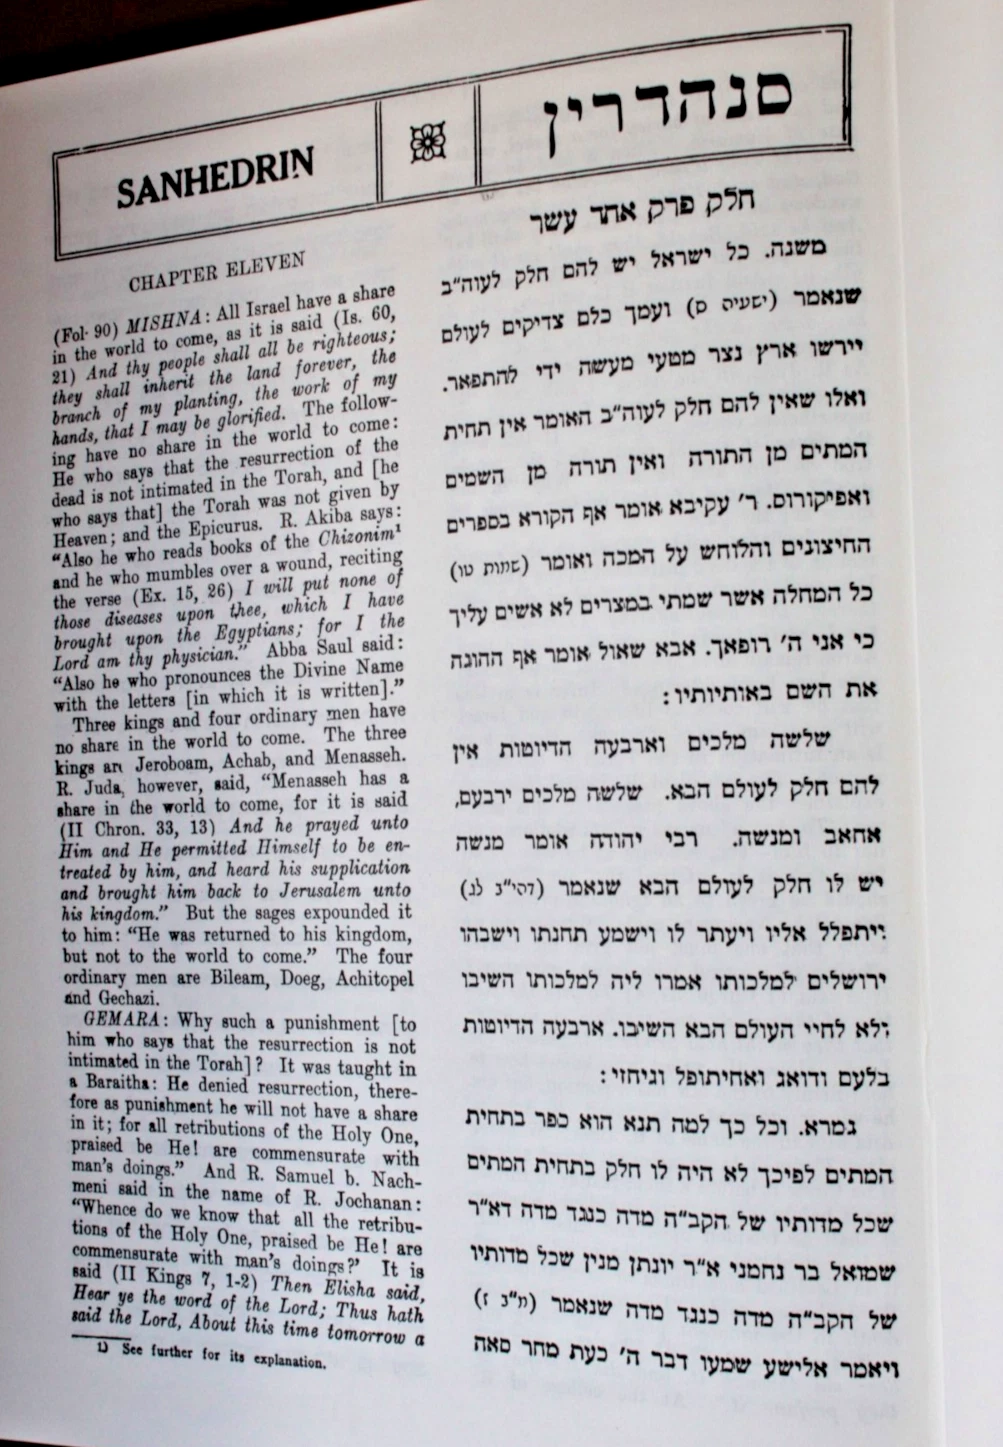 SANHEDRIN
סנהדרין
CHAPTER ELEVEN
(Fol. 90) MISHNA: All Israel have a share
in the world to come, as it is said (Is. 60,
21) And thy people shall all be righteous;
they shall inherit the land forever, the
branch of my planting, the work of my
hands, that I may be glorified. The follow-
ing have no share in the world to come:
He who says that the resurrection of the
dead is not intimated in the Torah, and [he
who says that] the Torah was not given by
Heaven; and the Epicurus. R. Akiba says:
“Also he who reads books of the Chizonim¹
and he who mumbles over a wound, reciting
the verse (Ex. 15, 26) I will put none of
those diseases upon thee, which I have
brought upon the Egyptians; for I the
Lord am thy physician.” Abba Saul said:
“Also he who pronounces the Divine Name
with the letters [in which it is written].”
Three kings and four ordinary men have
no share in the world to come. The three
kings are Jeroboam, Achab, and Menasseh.
R. Juda, however, said, “Menasseh has a
share in the world to come, for it is said
(II Chron. 33, 13) And he prayed unto
Him and He permitted Himself to be en-
treated by him, and heard his supplication
and brought him back to Jerusalem unto
his kingdom.” But the sages expounded it
to him: “He was returned to his kingdom,
but not to the world to come.” The four
ordinary men are Bileam, Doeg, Achitopel
and Gechazi.
GEMARA: Why such a punishment [to
him who says that the resurrection is not
intimated in the Torah]? It was taught in
a Baraitha: He denied resurrection, there-
fore as punishment he will not have a share
in it; for all retributions of the Holy One,
praised be He! are commensurate with
man's doings.” And R. Samuel b. Nach-
meni said in the name of R. Jochanan:
“Whence do we know that all the retribu-
tions of the Holy One, praised be He! are
commensurate with man's doings?’ It is
said (II Kings 7, 1-2) Then Elisha said,
Hear ye the word of the Lord; Thus hath
said the Lord, About this time tomorrow a
1) See further for its explanation.
חלק פרק אחד עשר
משנה. כל ישראל יש להם חלק לעוה״ב
שנאמר (ישעיה ס) ועמך כלם צדיקים לעולם
יירשו ארץ נצר מטעי מעשה ידי להתפאר.
ואלו שאין להם חלק לעוה״ב האומר אין תחית
המתים מן התורה ואין תורה מן השמים
ואפיקורוס. ר׳ עקיבא אומר אף הקורא בספרים
החיצונים והלוחש על המכה ואומר (שמות טו)
כל המחלה אשר שמתי במצרים לא אשים עליך
כי אני ה׳ רופאך. אבא שאול אומר אף ההוגה
את השם באותיותיו:
שלשה מלכים וארבעה הדיוטות אין
להם חלק לעולם הבא. שלשה מלכים ירבעם,
אחאב ומנשה. רבי יהודה אומר מנשה
יש לו חלק לעולם הבא שנאמר (דהי״ב לג)
ויתפלל אליו ויעתר לו וישמע תחנתו וישבהו
ירושלים למלכותו אמרו ליה למלכותו השיבו
ולא לחיי העולם הבא השיבו. ארבעה הדיוטות
בלעם ודואג ואחיתופל וגיחזי:
גמרא. וכל כך למה תנא הוא כפר בתחית
המתים לפיכך לא היה לו חלק בתחית המתים
שכל מדותיו של הקב״ה מדה כנגד מדה דא״ר
שמואל בר נחמני א״ר יונתן מנין שכל מדותיו
של הקב״ה מדה כנגד מדה שנאמר (מ״ב ז)
ויאמר אלישע שמעו דבר ה׳ כעת מחר סאה